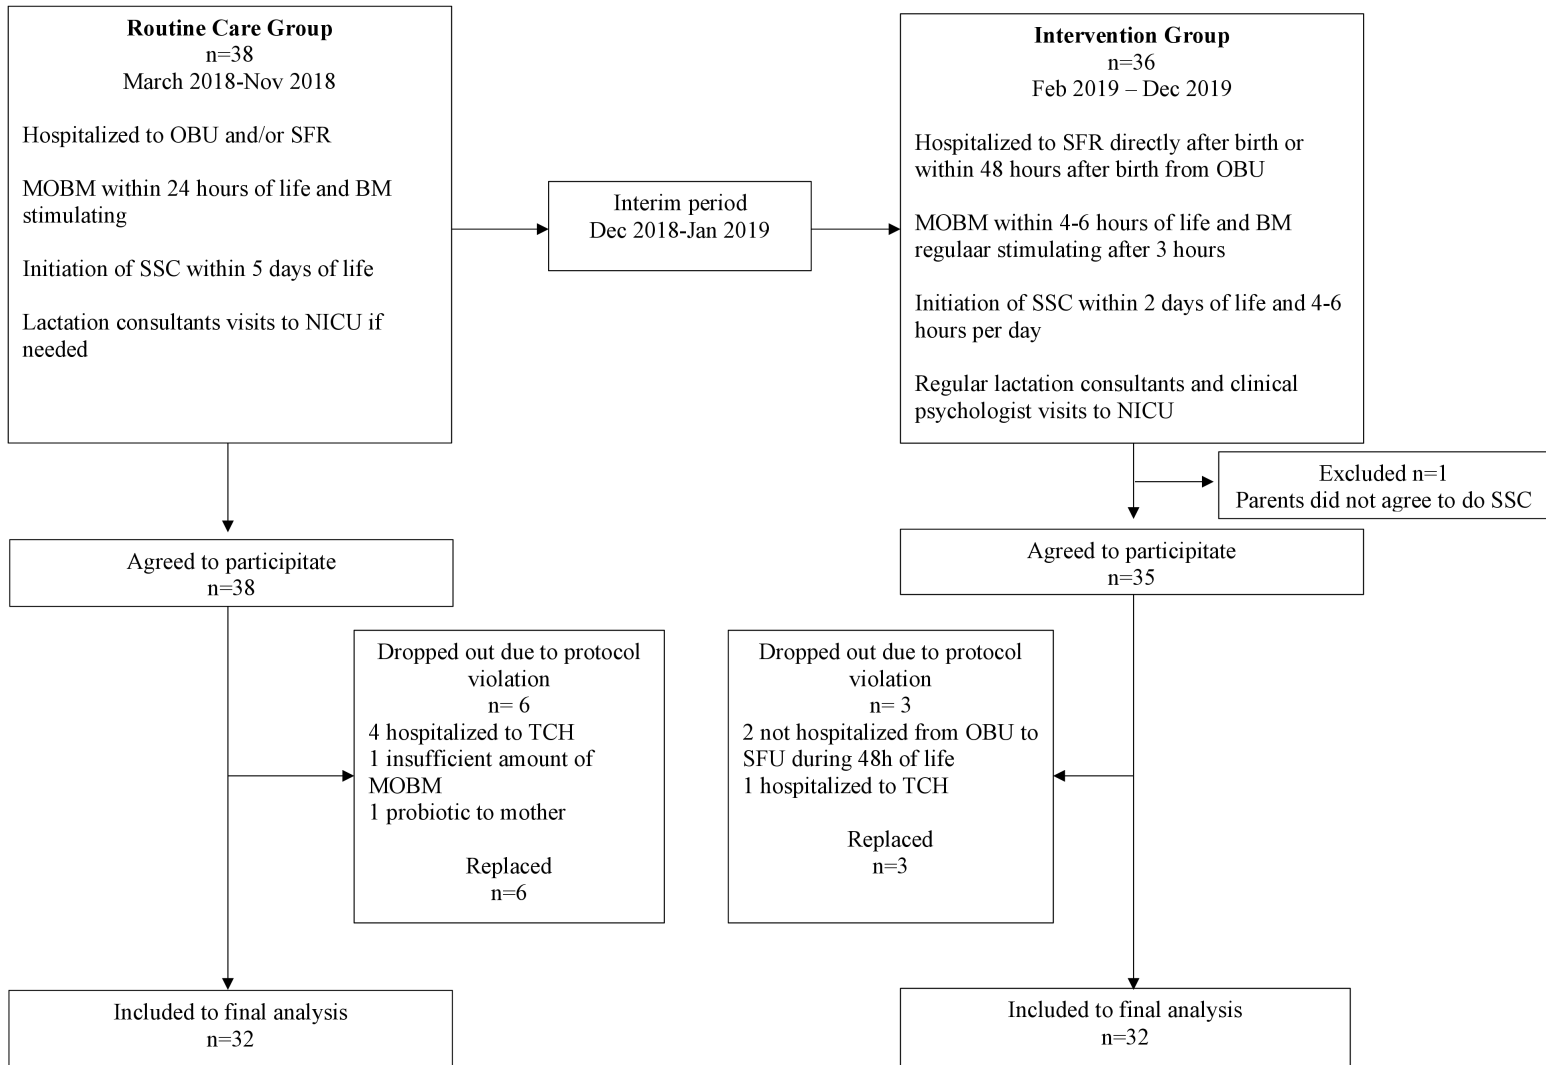 Routine Care Group
n=38
March 2018-Nov 2018
Hospitalized to OBU and/or SFR
MOBM within 24 hours of life and BM
stimulating
Initiation of SSC within 5 days of life
Lactation consultants visits to NICU if
needed
Interim period
Dec 2018-Jan 2019
Intervention Group
n=36
Feb 2019 – Dec 2019
Hospitalized to SFR directly after birth or
within 48 hours after birth from OBU
MOBM within 4-6 hours of life and BM
regulaar stimulating after 3 hours
Initiation of SSC within 2 days of life and 4-6
hours per day
Regular lactation consultants and clinical
psychologist visits to NICU
Excluded n=1
Parents did not agree to do SSC
Agreed to participitate
n=38
Agreed to participitate
n=35
Dropped out due to protocol
violation
n= 6
4 hospitalized to TCH
1 insufficient amount of
MOBM
1 probiotic to mother
Replaced
n=6
Dropped out due to protocol
violation
n= 3
2 not hospitalized from OBU to
SFU during 48h of life
1 hospitalized to TCH
Replaced
n=3
Included to final analysis
n=32
Included to final analysis
n=32